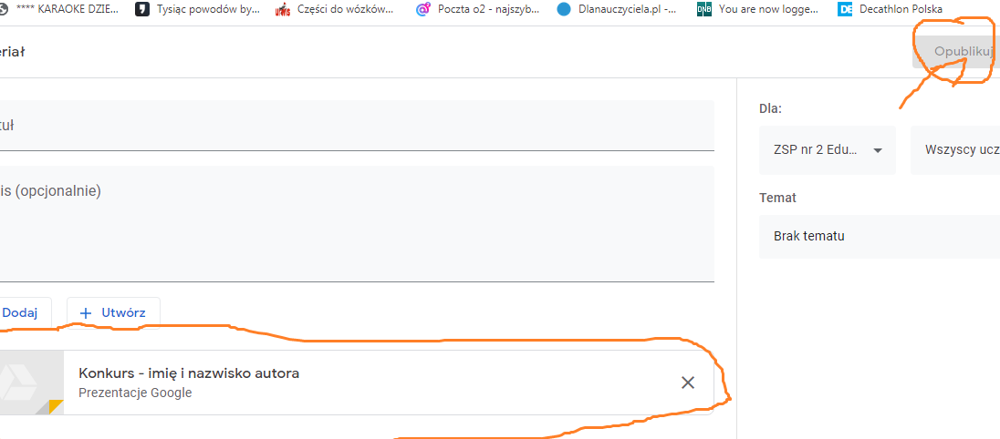 **** KARAOKE DZIE... Tysiąc powodów by... Części do wózków... Poczta o2 - najszyb... Dlanauczyciela.pl -... You are now logge... Decathlon Polska
eriał
Opublikuj
tuł
is (opcjonalnie)
Dodaj
Utwórz
Konkurs - imię i nazwisko autora
Prezentacje Google
Dla:
ZSP nr 2 Edu... Wszyscy ucz
Temat
Brak tematu